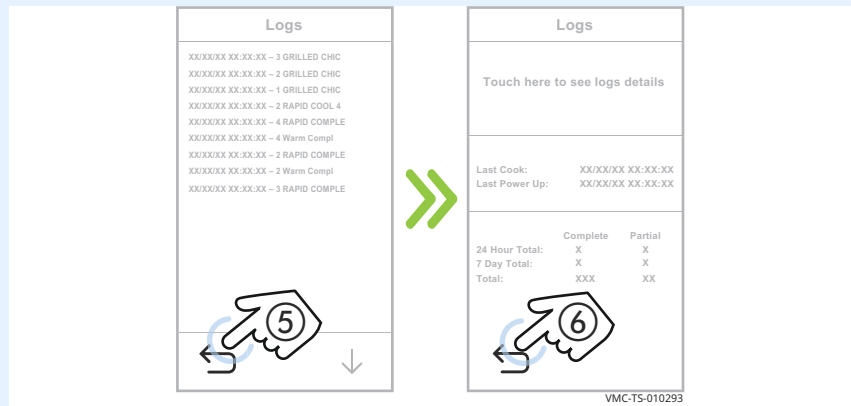 Logs
XX/XX/XX XX:XX:XX – 3 GRILLED CHIC
XX/XX/XX XX:XX:XX – 2 GRILLED CHIC
XX/XX/XX XX:XX:XX – 1 GRILLED CHIC
XX/XX/XX XX:XX:XX – 2 RAPID COOL 4
XX/XX/XX XX:XX:XX – 4 RAPID COMPLE
XX/XX/XX XX:XX:XX – 4 Warm Compl
XX/XX/XX XX:XX:XX – 2 RAPID COMPLE
XX/XX/XX XX:XX:XX – 2 Warm Compl
XX/XX/XX XX:XX:XX – 3 RAPID COMPLE
5
Logs
Touch here to see logs details
Last Cook: XX/XX/XX XX:XX:XX
Last Power Up: XX/XX/XX XX:XX:XX
Complete Partial
24 Hour Total: X X
7 Day Total: X X
Total: XXX XX
6
VMC-TS-010293